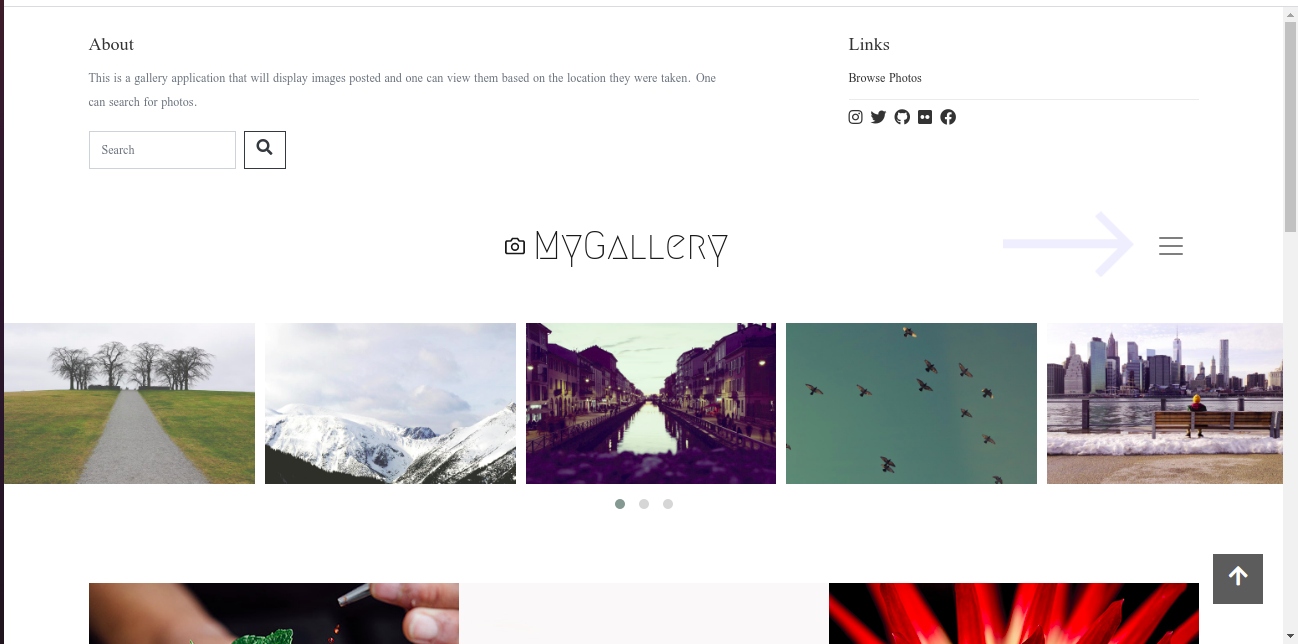 About
This is a gallery application that will display images posted and one can view them based on the location they were taken. One
can search for photos.
Search
Links
Browse Photos
MyGallery